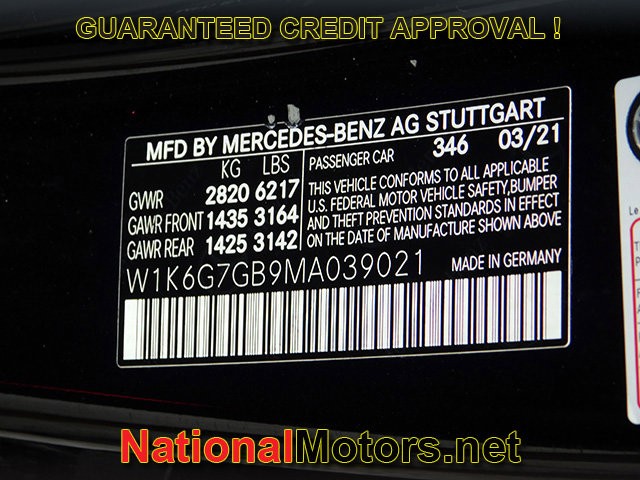 GUARANTEED CREDIT APPROVAL !
MFD BY MERCEDES-BENZ AG STUTTGART
KG LBS PASSENGER CAR 346 03/21
GVWR 2820 6217
GAWR FRONT 1435 3164
GAWR REAR 1425 3142
THIS VEHICLE CONFORMS TO ALL APPLICABLE
U.S. FEDERAL MOTOR VEHICLE SAFETY,BUMPER
AND THEFT PREVENTION STANDARDS IN EFFECT
ON THE DATE OF MANUFACTURE SHOWN ABOVE
W1K6G7GB9MA039021 MADE IN GERMANY
NationalMotors.net